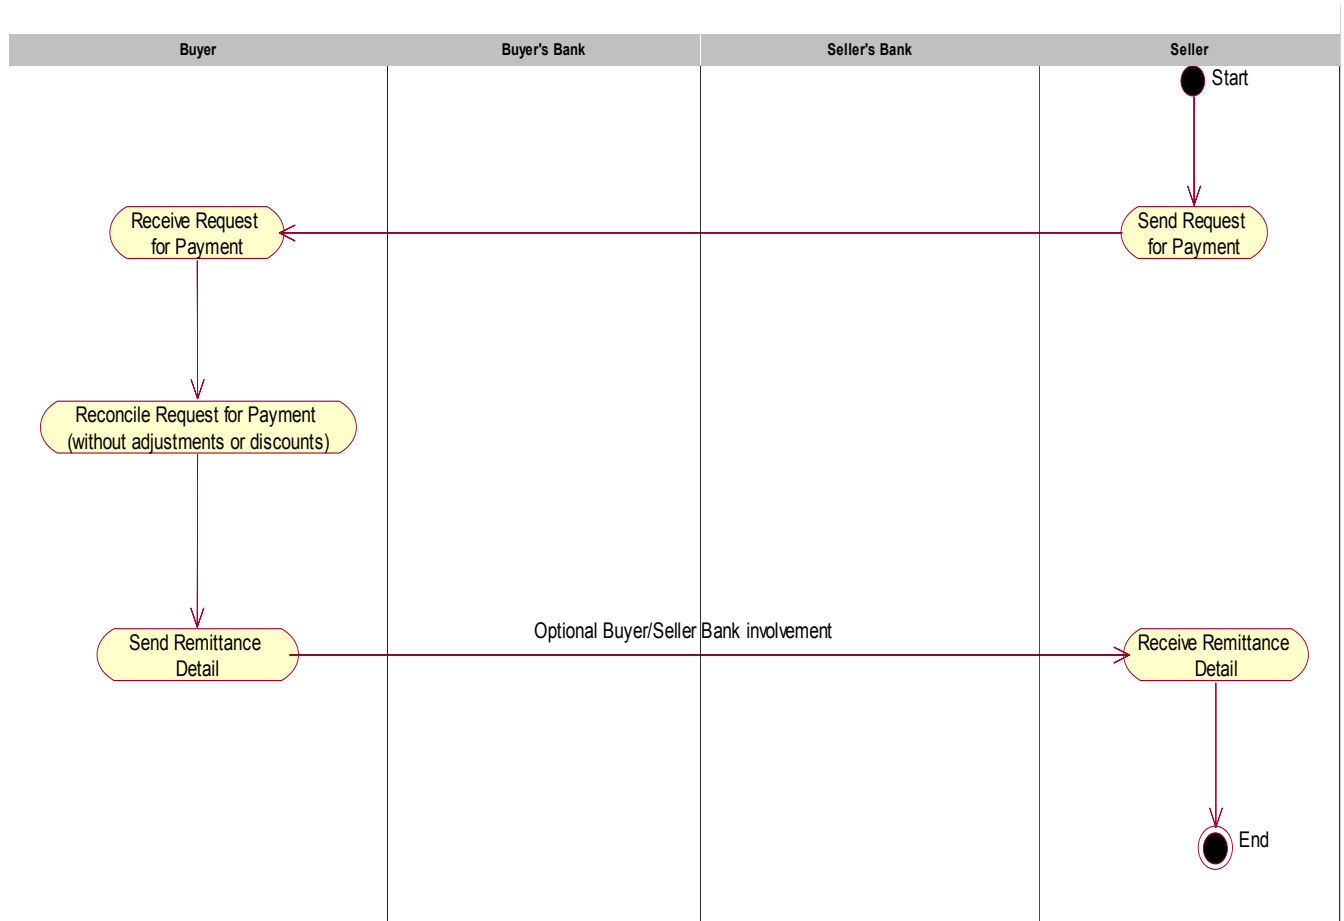 Buyer
Buyer's Bank
Seller's Bank
Seller
Start
Receive Request
for Payment
Send Request
for Payment
Reconcile Request for Payment
(without adjustments or discounts)
Optional Buyer/Seller Bank involvement
Send Remittance
Detail
Receive Remittance
Detail
End